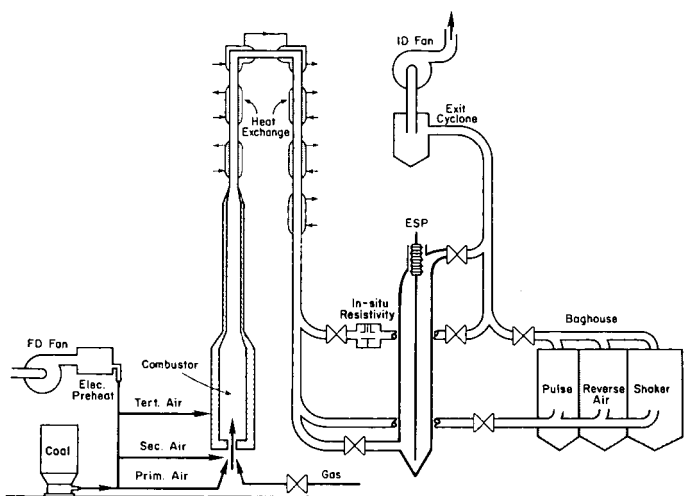 ID Fan
Exit
Cyclone
Heat
Exchange
ESP
In-situ
Resistivity
Baghouse
FD Fan
Elec.
Preheat
Combustor
Tert. Air
Pulse
Reverse
Air
Shaker
Coal
Sec. Air
Prim. Air
Gas